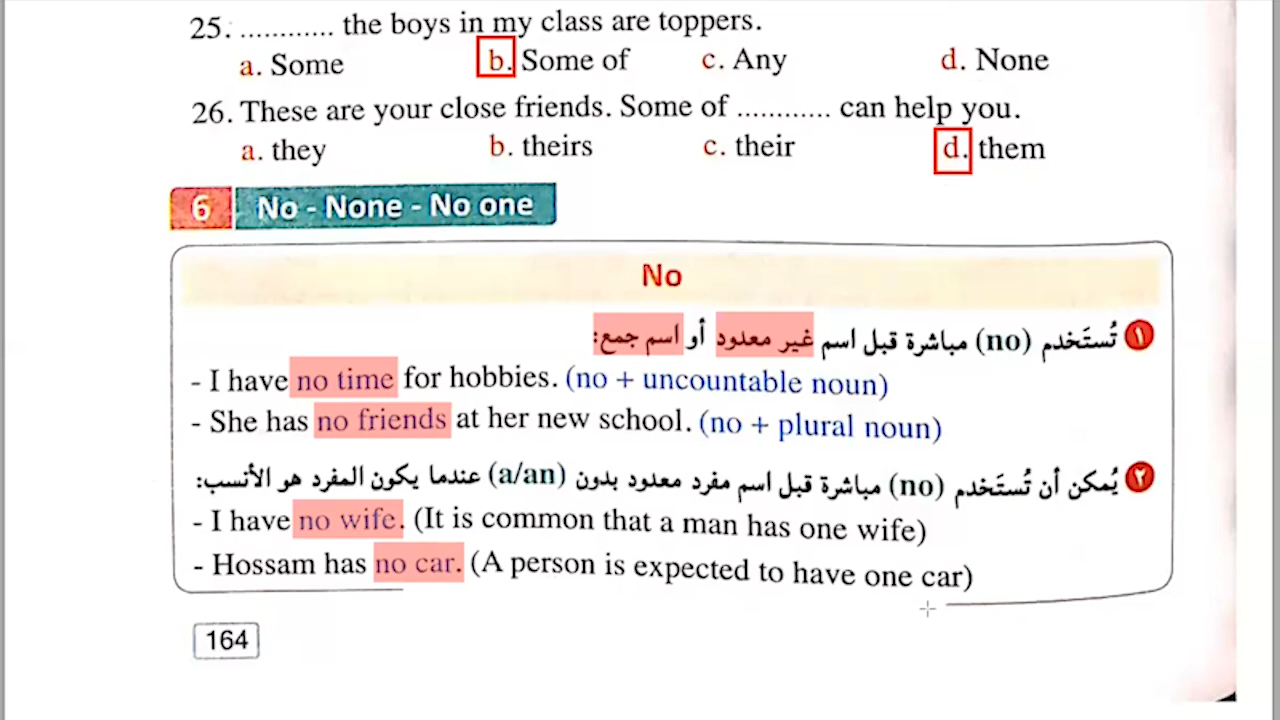 25. ............ the boys in my class are toppers.
a. Some b. Some of c. Any d. None
26. These are your close friends. Some of ............ can help you.
a. they b. theirs c. their d. them
6 No - None - No one
No
١ تُستَخدم (no) مباشرة قبل اسم غير معدود أو اسم جمع:
- I have no time for hobbies. (no + uncountable noun)
- She has no friends at her new school. (no + plural noun)
٢ يُمكن أن تُستَخدم (no) مباشرة قبل اسم مفرد معدود بدون (a/an) عندما يكون المفرد هو الأنسب:
- I have no wife. (It is common that a man has one wife)
- Hossam has no car. (A person is expected to have one car)
164